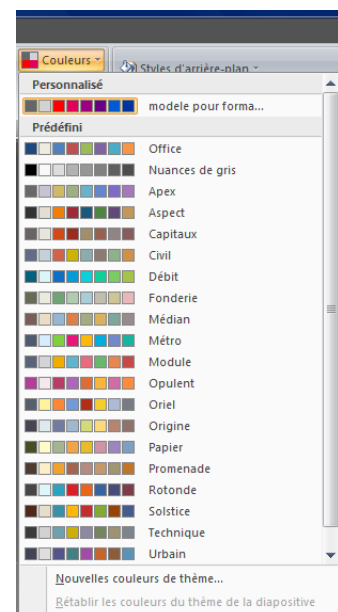 Couleurs
Styles d'arrière-plan
Personnalisé
modele pour forma...
Prédéfini
Office
Nuances de gris
Apex
Aspect
Capitaux
Civil
Débit
Fonderie
Médian
Métro
Module
Opulent
Oriel
Origine
Papier
Promenade
Rotonde
Solstice
Technique
Urbain
Nouvelles couleurs de thème...
Rétablir les couleurs du thème de la diapositive